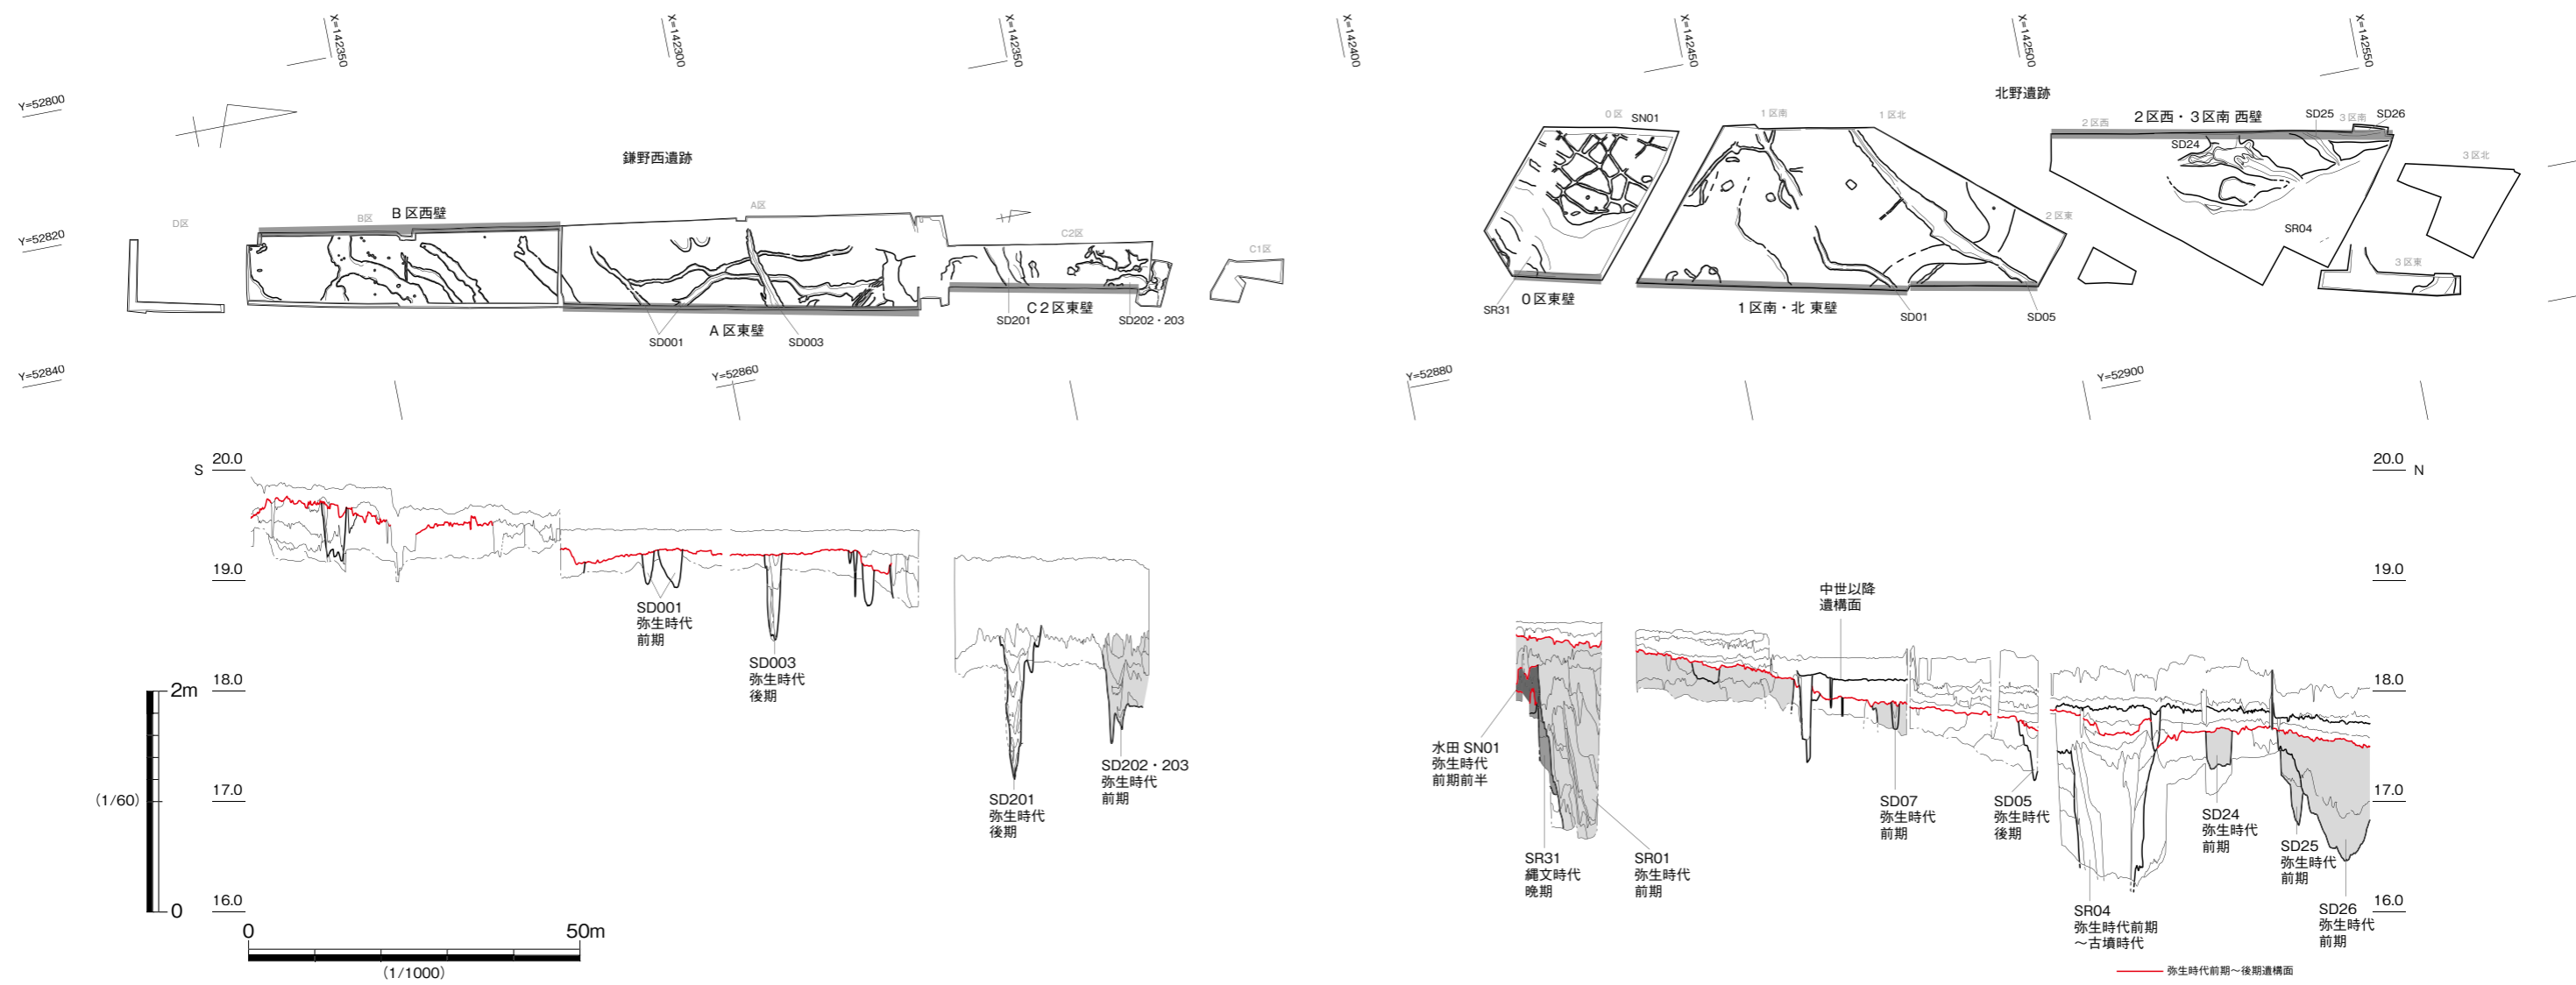 X=142350
X=142300
X=142350
X=142400
X=142450
X=142500
X=142550
Y=52800
鎌野西遺跡
北野遺跡
D区
B区
B区西壁
A区
C2区
C1区
0区
SN01
1区南
1区北
2区東
2区西
2区西・3区南 西壁
SD25
3区南
SD26
SD24
3区北
SR04
3区東
Y=52820
SD001
A区東壁
SD003
SD201
C2区東壁
SD202・203
SR31
0区東壁
1区南・北 東壁
SD01
SD05
Y=52840
Y=52860
Y=52880
Y=52900
S
20.0
19.0
18.0
17.0
16.0
20.0
N
19.0
18.0
17.0
16.0
SD001
弥生時代
前期
SD003
弥生時代
後期
SD201
弥生時代
後期
SD202・203
弥生時代
前期
中世以降
遺構面
水田 SN01
弥生時代
前期前半
SR31
縄文時代
晩期
SR01
弥生時代
前期
SD07
弥生時代
前期
SD05
弥生時代
後期
SR04
弥生時代前期
〜古墳時代
SD24
弥生時代
前期
SD25
弥生時代
前期
SD26
弥生時代
前期
2m
(1/60)
0
0
50m
(1/1000)
弥生時代前期〜後期遺構面